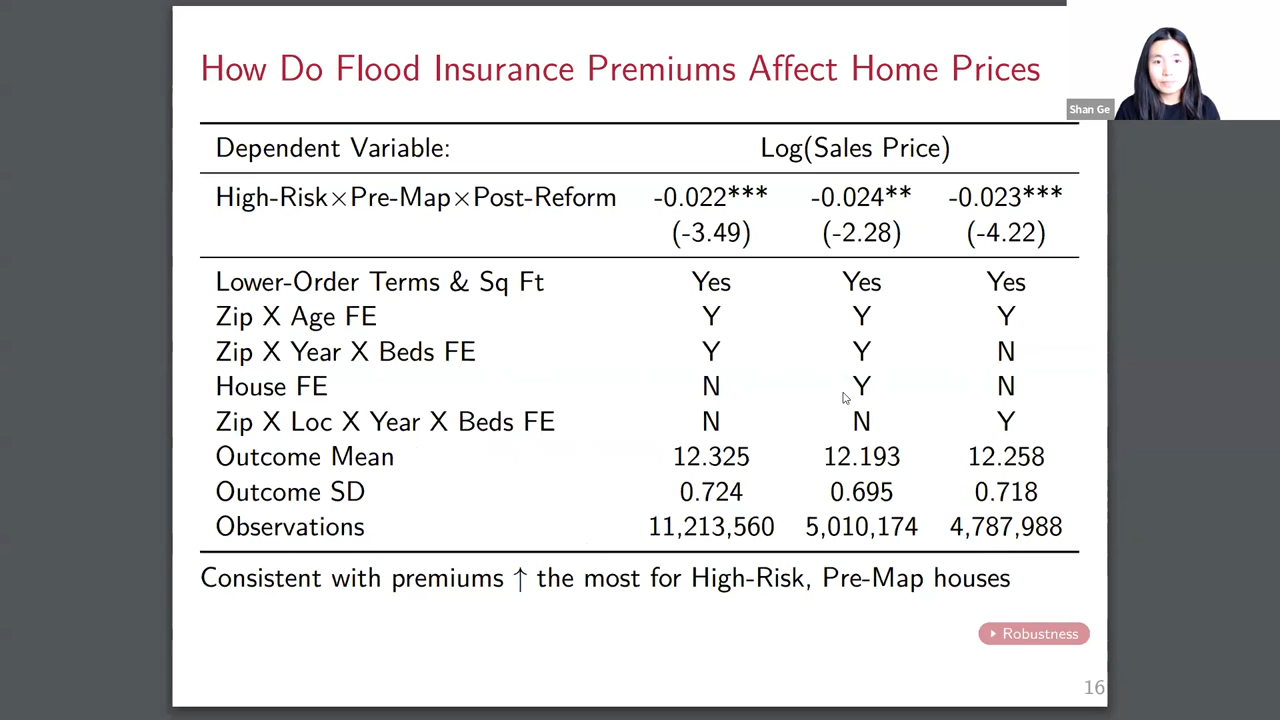 How Do Flood Insurance Premiums Affect Home Prices
Shan Ge
Dependent Variable: Log(Sales Price)
High-Risk×Pre-Map×Post-Reform -0.022*** -0.024** -0.023***
(-3.49) (-2.28) (-4.22)
Lower-Order Terms & Sq Ft Yes Yes Yes
Zip X Age FE Y Y Y
Zip X Year X Beds FE Y Y N
House FE N Y N
Zip X Loc X Year X Beds FE N N Y
Outcome Mean 12.325 12.193 12.258
Outcome SD 0.724 0.695 0.718
Observations 11,213,560 5,010,174 4,787,988
Consistent with premiums ↑ the most for High-Risk, Pre-Map houses
Robustness
16